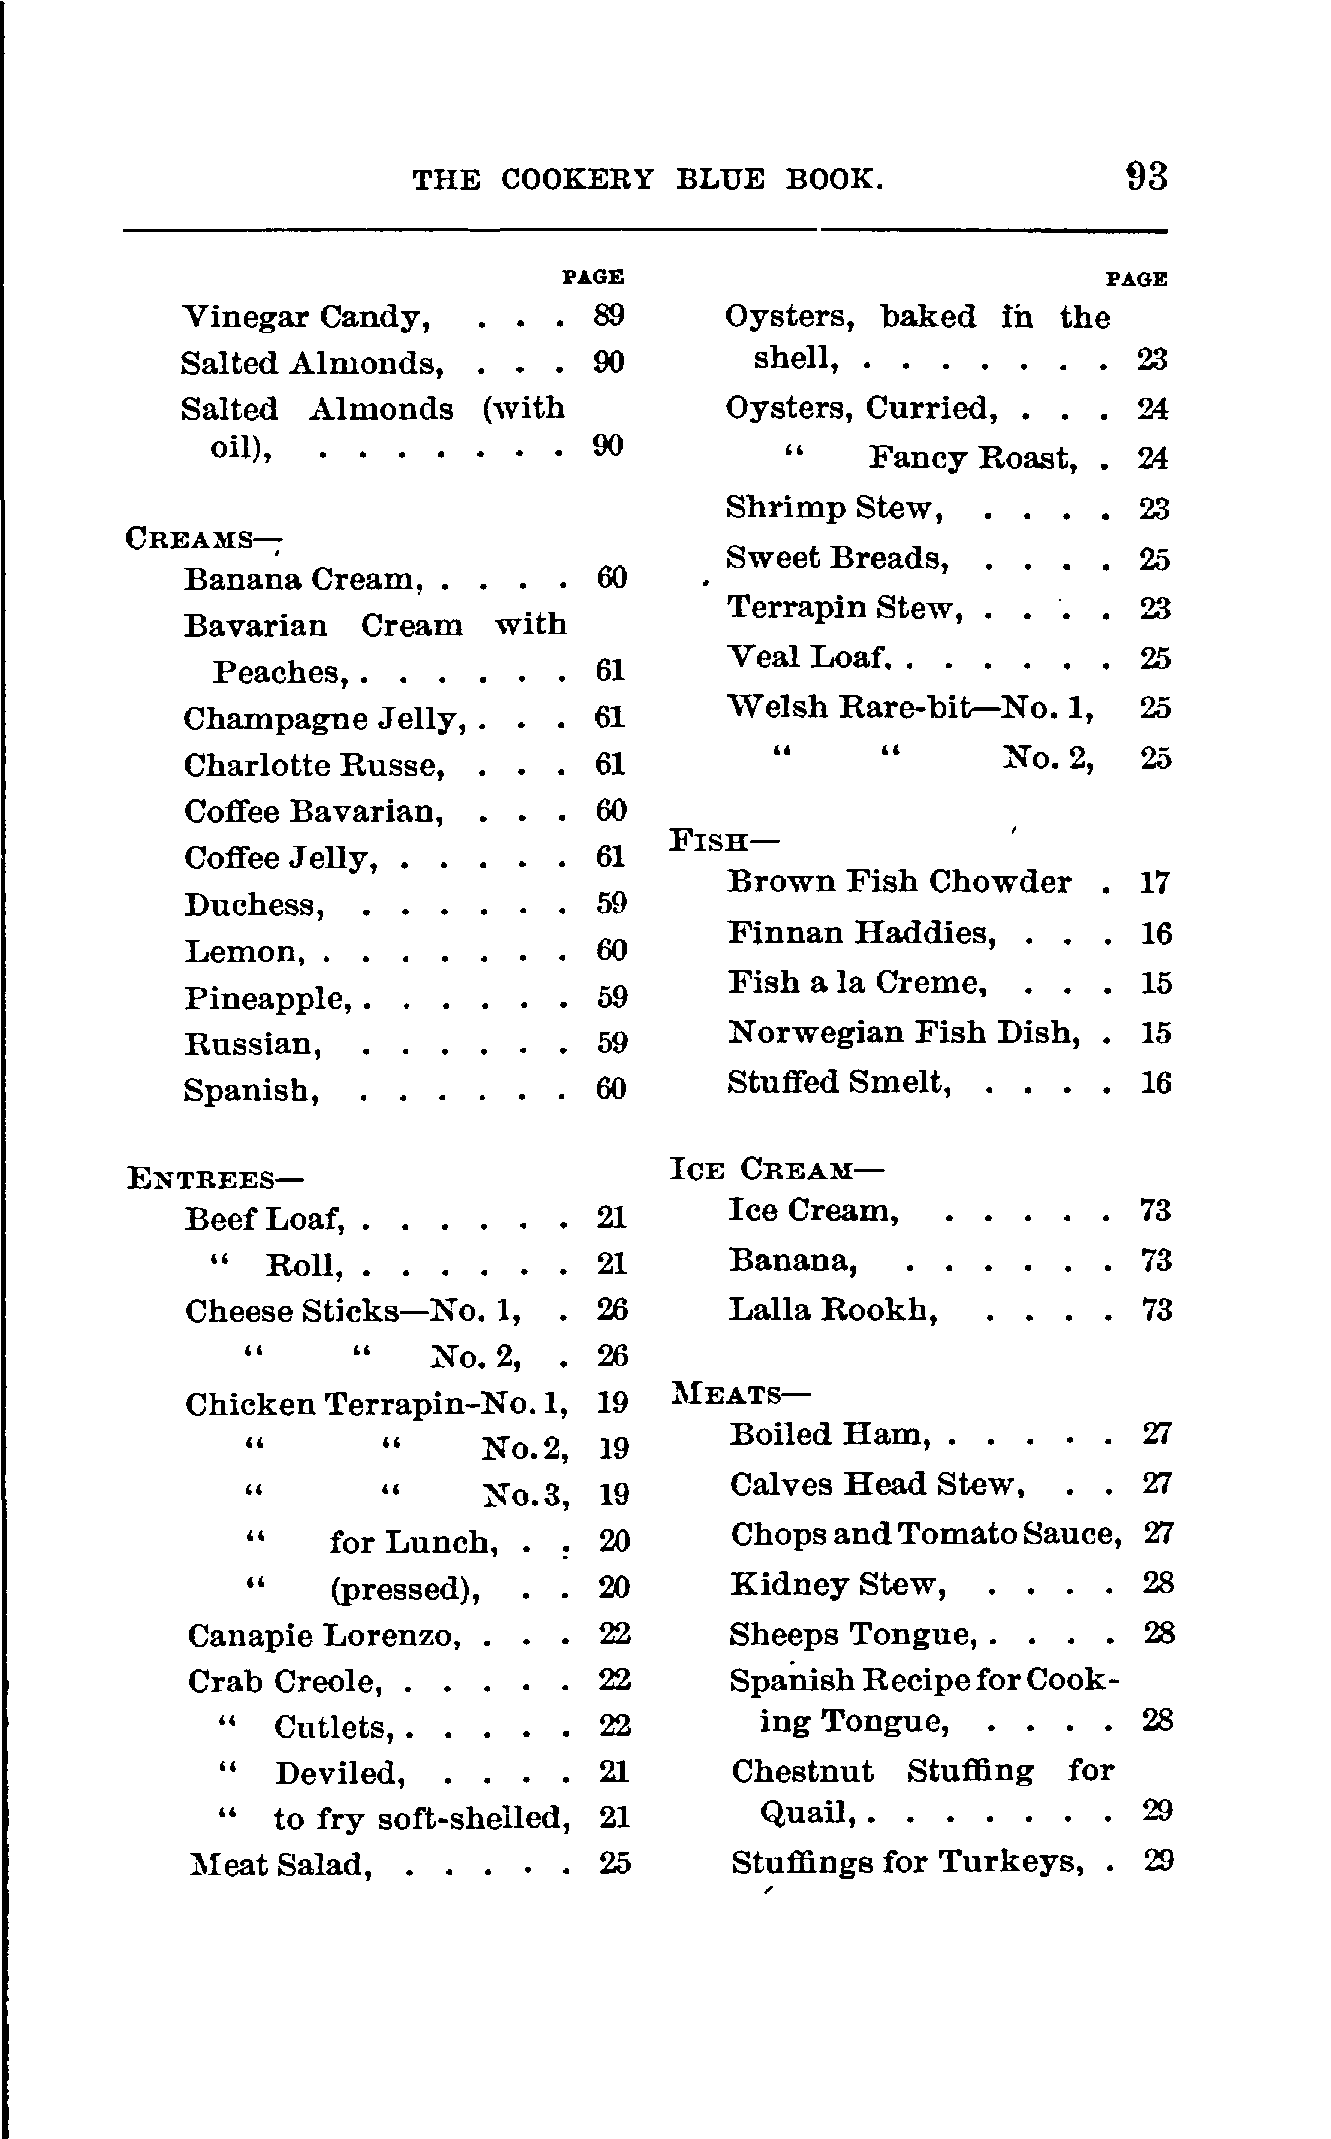 THE COOKERY BLUE BOOK. 93
PAGE
Vinegar Candy, . . . 89
Salted Almonds, . . . 90
Salted Almonds (with
oil), . . . . . . . 90
CREAMS—
Banana Cream, . . . . 60
Bavarian Cream with
Peaches, . . . . . . 61
Champagne Jelly, . . . 61
Charlotte Russe, . . . 61
Coffee Bavarian, . . . 60
Coffee Jelly, . . . . . 61
Duchess, . . . . . . 59
Lemon, . . . . . . . 60
Pineapple, . . . . . . 59
Russian, . . . . . . 59
Spanish, . . . . . . 60
ENTREES—
Beef Loaf, . . . . . . 21
“ Roll, . . . . . . 21
Cheese Sticks—No. 1, . 26
“ “ No. 2, . 26
Chicken Terrapin-No. 1, 19
“ “ No. 2, 19
“ “ No. 3, 19
“ for Lunch, . . 20
“ (pressed), . . 20
Canapie Lorenzo, . . . 22
Crab Creole, . . . . . 22
“ Cutlets, . . . . . 22
“ Deviled, . . . . 21
“ to fry soft-shelled, 21
Meat Salad, . . . . . 25
PAGE
Oysters, baked in the
shell, . . . . . . . 23
Oysters, Curried, . . . 24
“ Fancy Roast, . 24
Shrimp Stew, . . . . 23
Sweet Breads, . . . . 25
Terrapin Stew, . . . . 23
Veal Loaf, . . . . . . 25
Welsh Rare-bit—No. 1, 25
“ “ No. 2, 25
FISH—
Brown Fish Chowder . 17
Finnan Haddies, . . . 16
Fish a la Creme, . . . 15
Norwegian Fish Dish, . 15
Stuffed Smelt, . . . . 16
ICE CREAM—
Ice Cream, . . . . . 73
Banana, . . . . . . 73
Lalla Rookh, . . . . 73
MEATS—
Boiled Ham, . . . . . 27
Calves Head Stew, . . 27
Chops and Tomato Sauce, 27
Kidney Stew, . . . . 28
Sheeps Tongue, . . . . 28
Spanish Recipe for Cook-
ing Tongue, . . . . 28
Chestnut Stuffing for
Quail, . . . . . . . 29
Stuffings for Turkeys, . 29